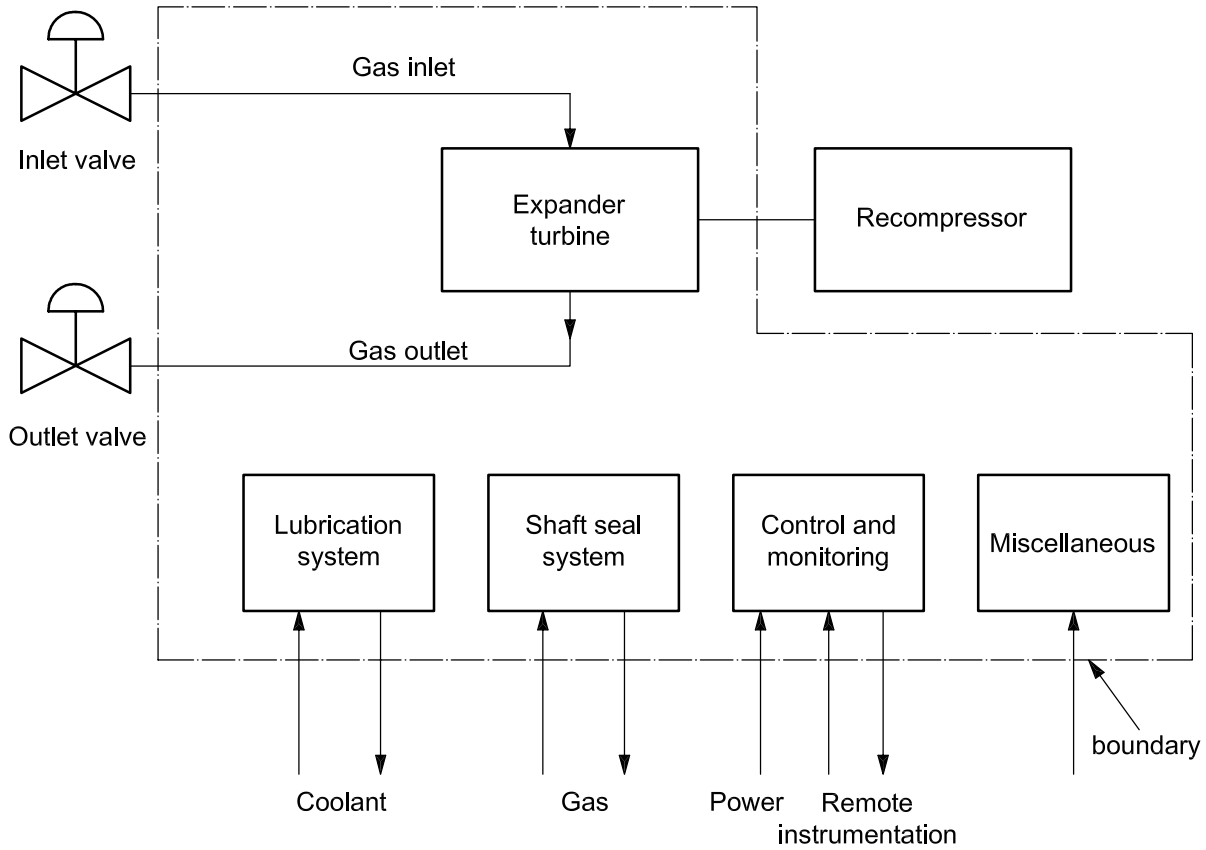 Gas inlet
Inlet valve
Expander
turbine
Recompressor
Gas outlet
Outlet valve
Lubrication
system
Shaft seal
system
Control and
monitoring
Miscellaneous
boundary
Coolant
Gas
Power
Remote
instrumentation